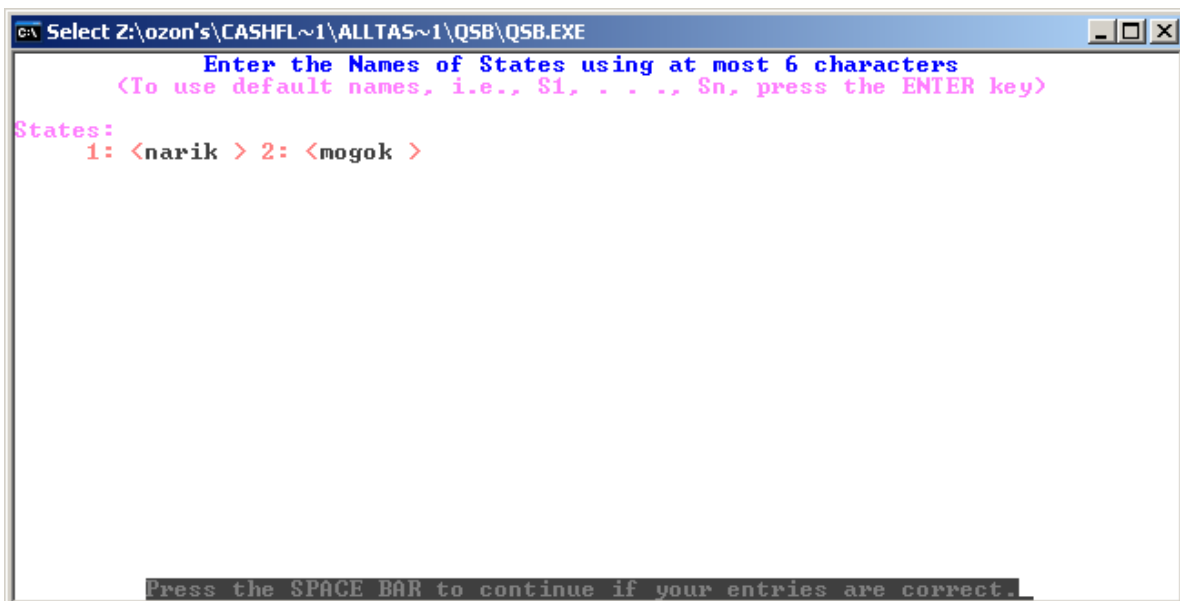 Select Z:\ozon's\CASHFL~1\ALLTAS~1\QSB\QSB.EXE
Enter the Names of States using at most 6 characters
(To use default names, i.e., S1, . . ., Sn, press the ENTER key)
States:
1: <narik > 2: <mogok >
Press the SPACE BAR to continue if your entries are correct._